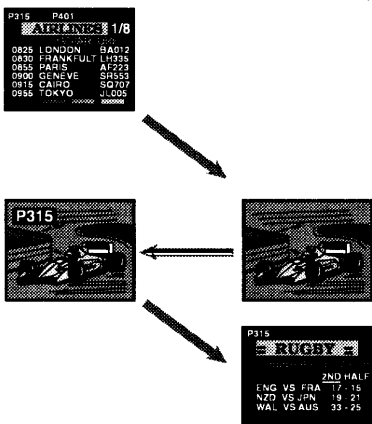 P315 P401
AIRLINES 1/8
0825 LONDON BA012
0830 FRANKFULT LH335
0855 PARIS AF223
0900 GENEVE SR553
0915 CAIRO SQ707
0955 TOKYO JL005
P315
P315
RUGBY
2ND HALF
ENG VS FRA 17 - 15
NZD VS JPN 19 - 21
WAL VS AUS 33 - 25